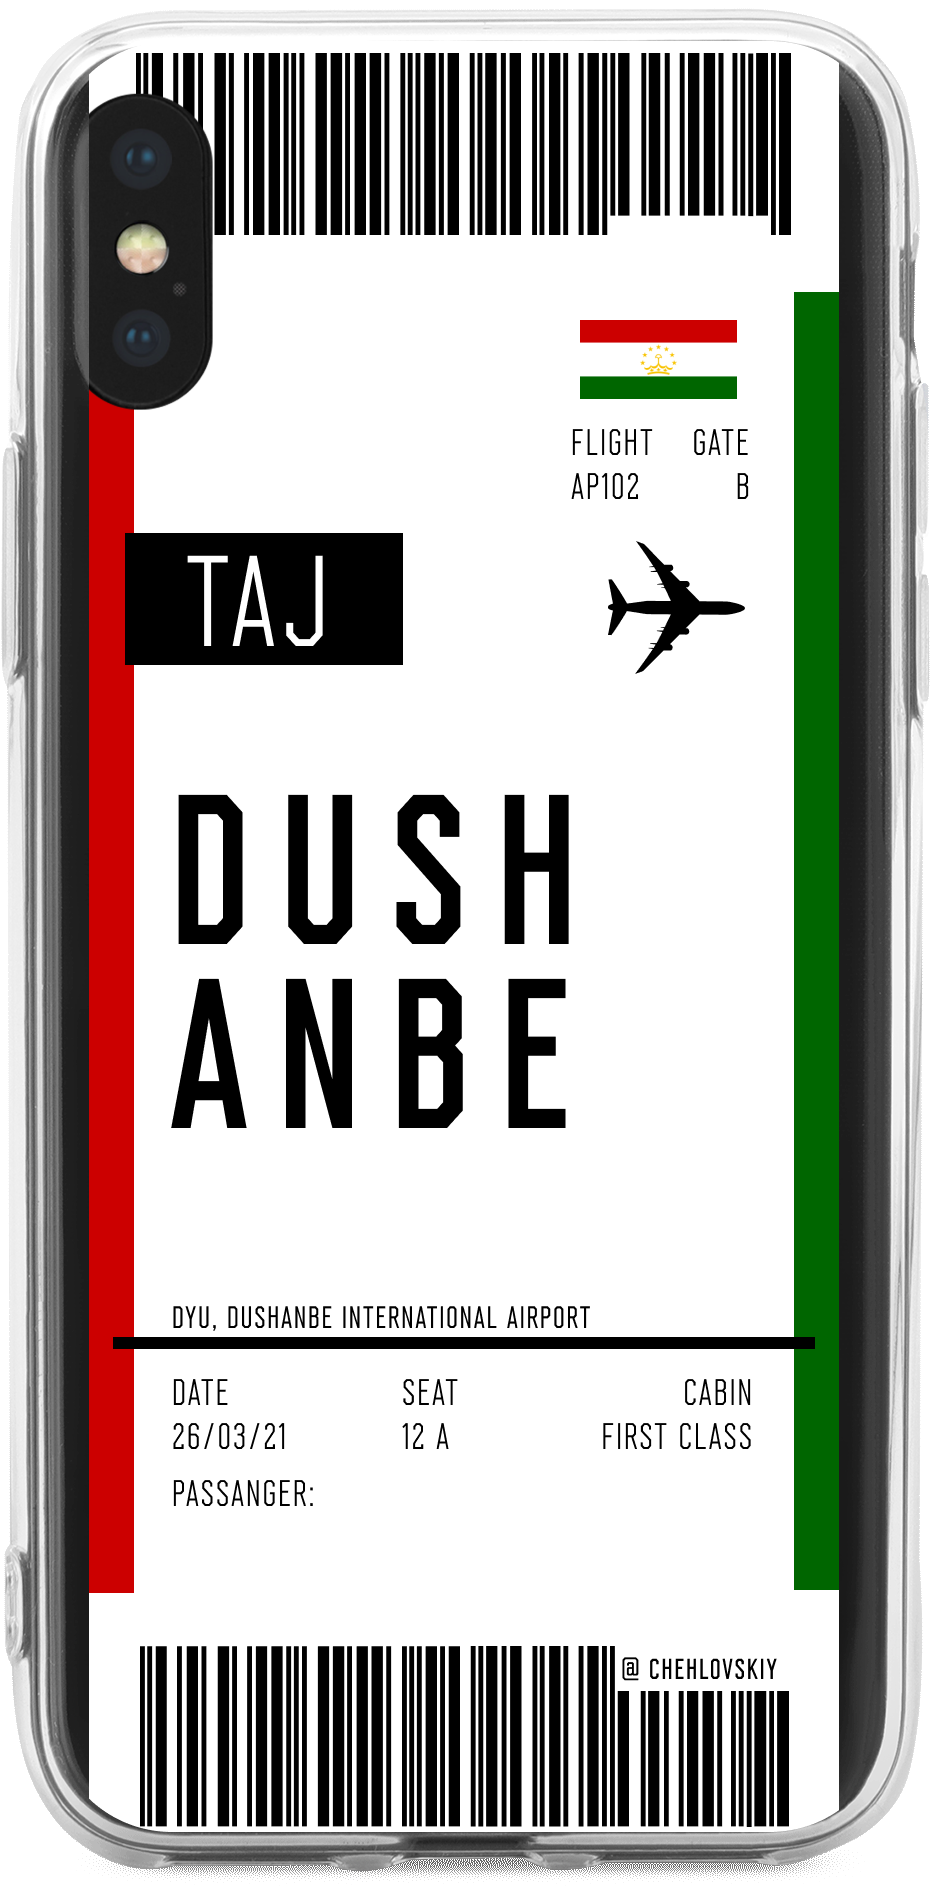 FLIGHT GATE
AP102 B
TAJ
DUSH
ANBE
DYU, DUSHANBE INTERNATIONAL AIRPORT
DATE SEAT CABIN
26/03/21 12 A FIRST CLASS
PASSANGER:
@ CHEHLOVSKIY